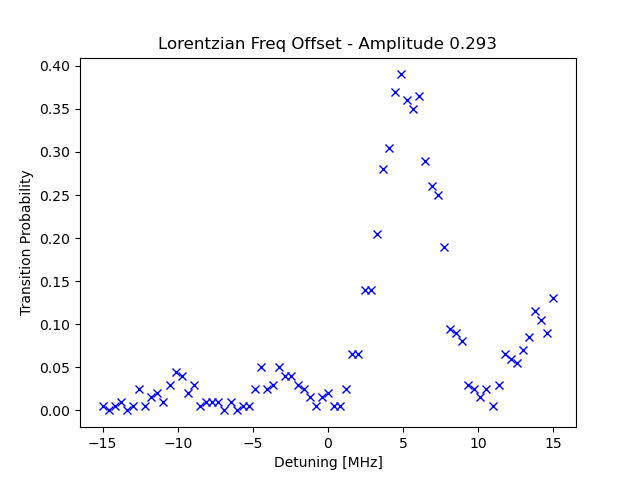 Lorentzian Freq Offset - Amplitude 0.293
Transition Probability
0.40
0.35
0.30
0.25
0.20
0.15
0.10
0.05
0.00
−15 −10 −5 0 5 10 15
Detuning [MHz]